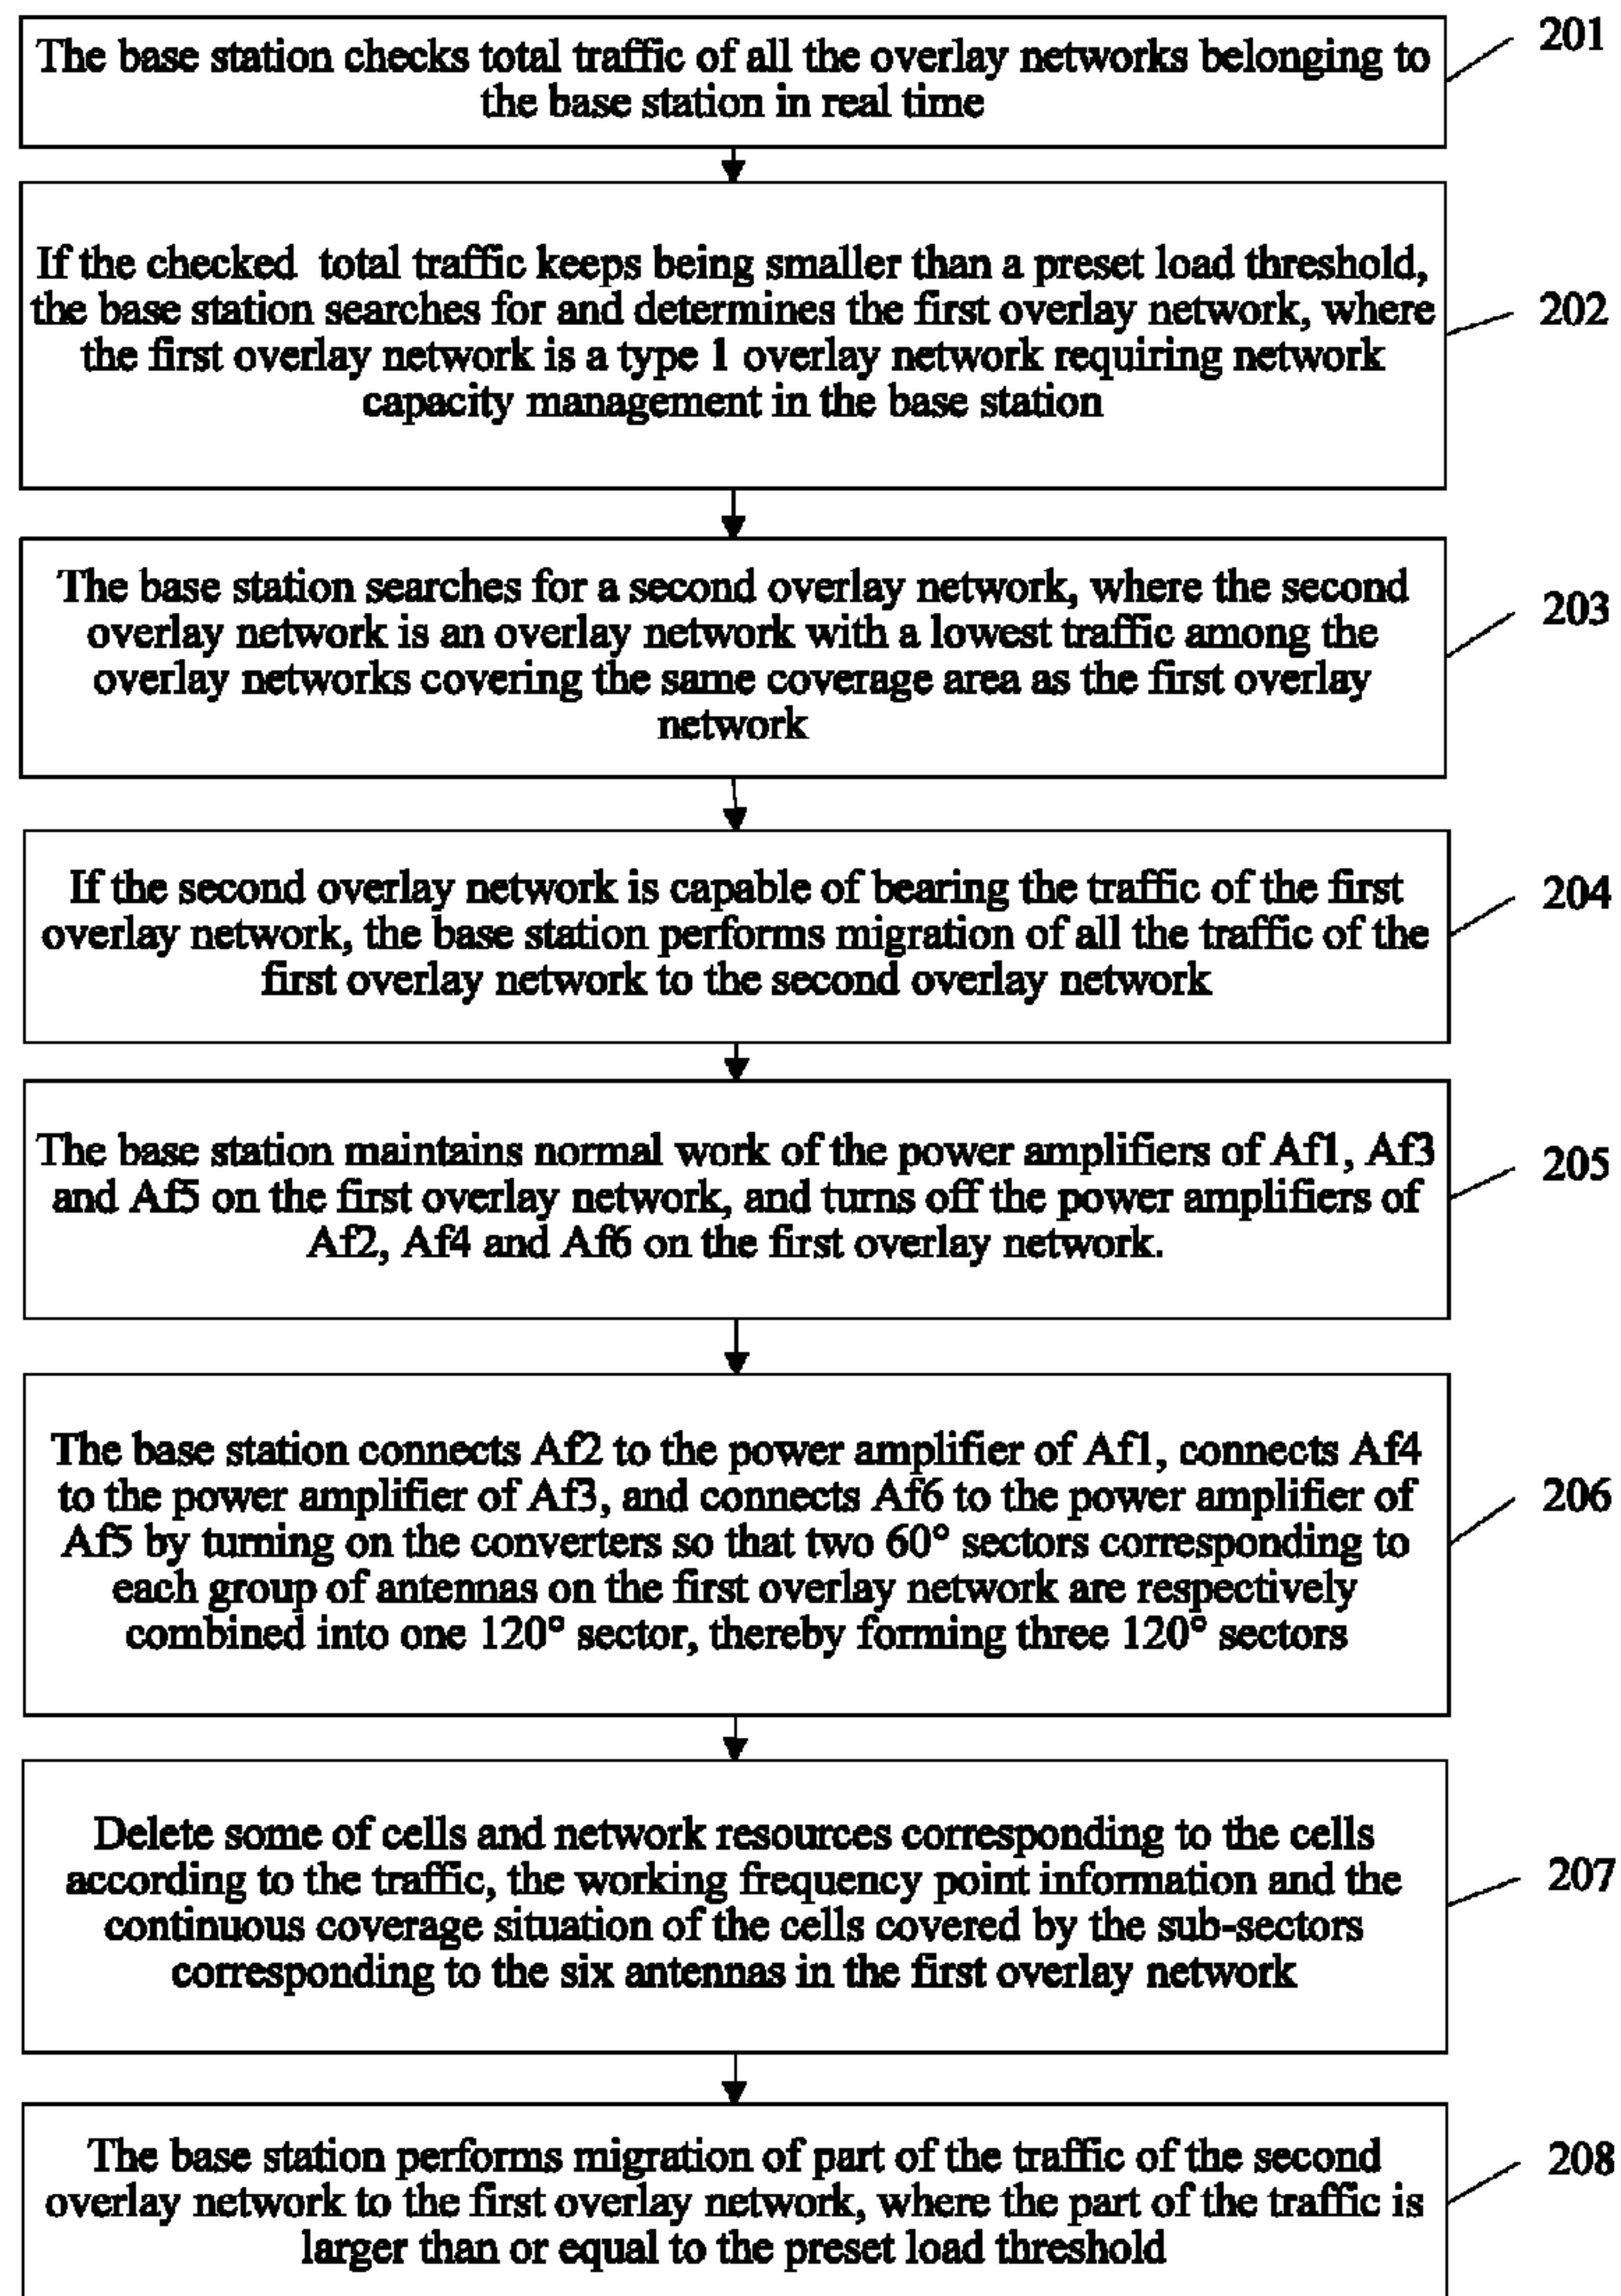 The base station checks total traffic of all the overlay networks belonging to
the base station in real time
201
If the checked total traffic keeps being smaller than a preset load threshold,
the base station searches for and determines the first overlay network, where
the first overlay network is a type 1 overlay network requiring network
capacity management in the base station
202
The base station searches for a second overlay network, where the second
overlay network is an overlay network with a lowest traffic among the
overlay networks covering the same coverage area as the first overlay
network
203
If the second overlay network is capable of bearing the traffic of the first
overlay network, the base station performs migration of all the traffic of the
first overlay network to the second overlay network
204
The base station maintains normal work of the power amplifiers of Af1, Af3
and Af5 on the first overlay network, and turns off the power amplifiers of
Af2, Af4 and Af6 on the first overlay network.
205
The base station connects Af2 to the power amplifier of Af1, connects Af4
to the power amplifier of Af3, and connects Af6 to the power amplifier of
Af5 by turning on the converters so that two 60° sectors corresponding to
each group of antennas on the first overlay network are respectively
combined into one 120° sector, thereby forming three 120° sectors
206
Delete some of cells and network resources corresponding to the cells
according to the traffic, the working frequency point information and the
continuous coverage situation of the cells covered by the sub-sectors
corresponding to the six antennas in the first overlay network
207
The base station performs migration of part of the traffic of the second
overlay network to the first overlay network, where the part of the traffic is
larger than or equal to the preset load threshold
208